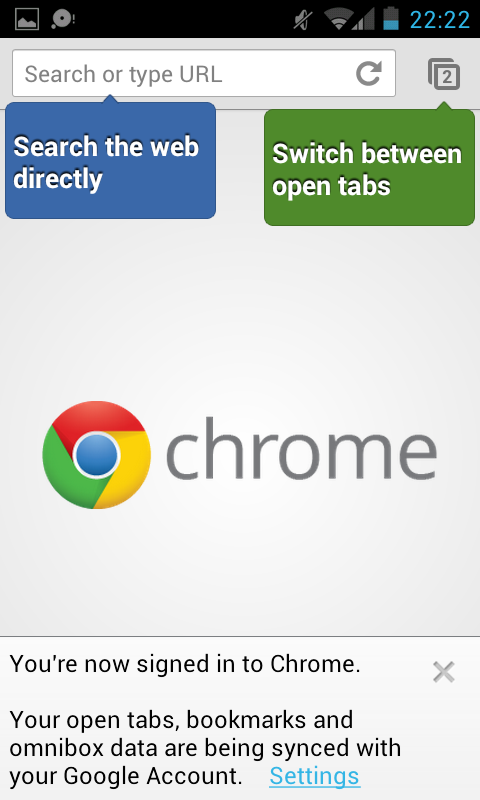 22:22
Search or type URL
2
Search the web
directly
Switch between
open tabs
chrome
You're now signed in to Chrome.
Your open tabs, bookmarks and
omnibox data are being synced with
your Google Account. Settings